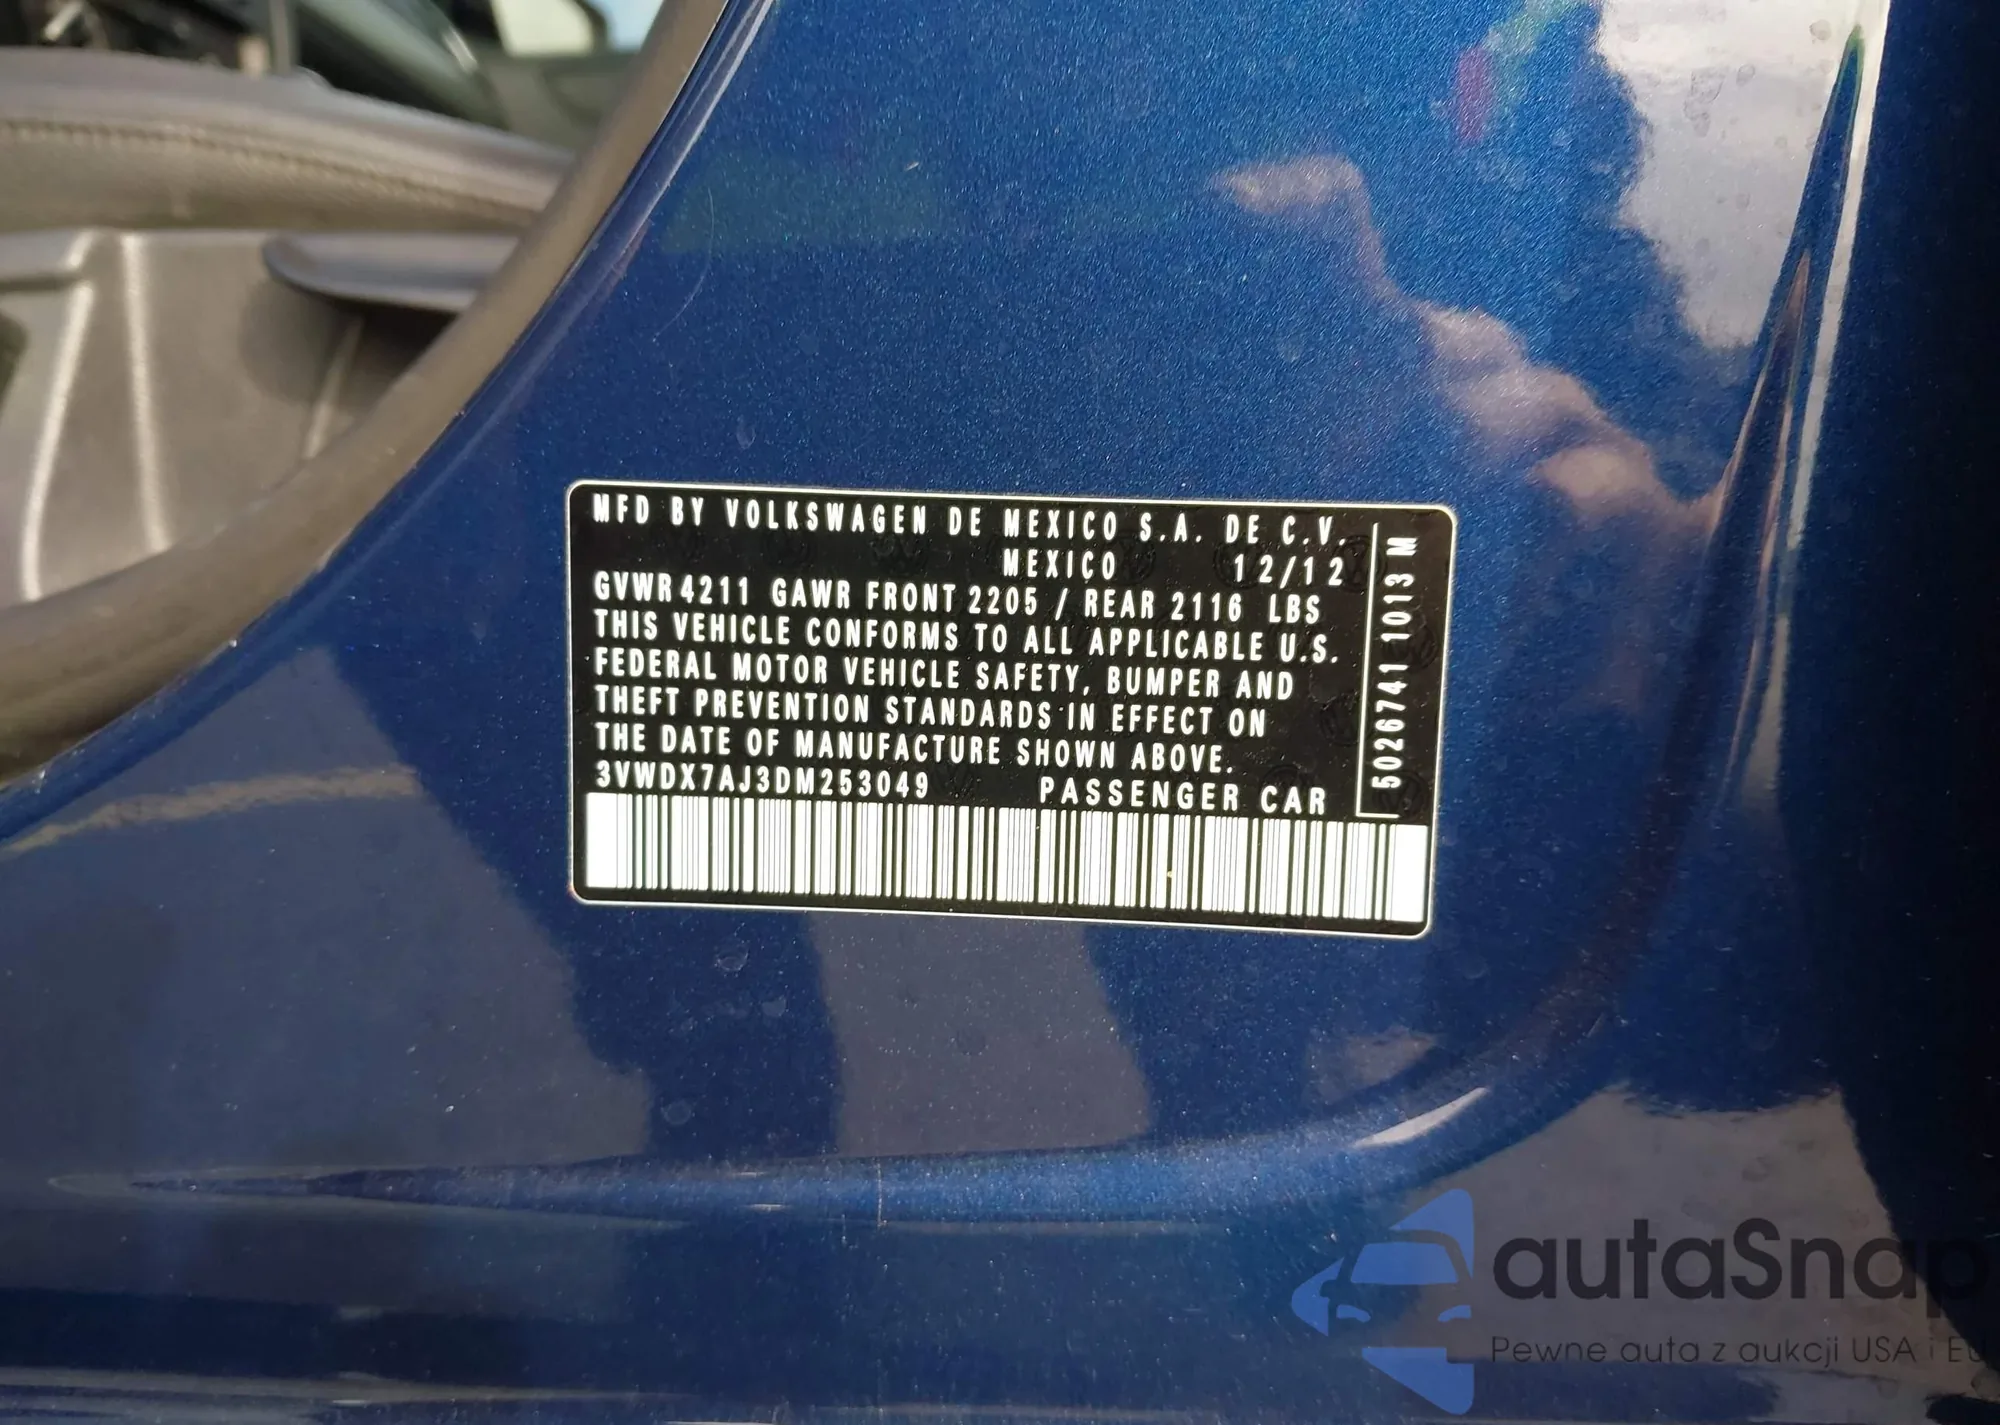 MFD BY VOLKSWAGEN DE MEXICO S.A. DE C.V.
MEXICO 12/12
GVWR 4211 GAWR FRONT 2205 / REAR 2116 LBS
THIS VEHICLE CONFORMS TO ALL APPLICABLE U.S.
FEDERAL MOTOR VEHICLE SAFETY, BUMPER AND
THEFT PREVENTION STANDARDS IN EFFECT ON
THE DATE OF MANUFACTURE SHOWN ABOVE.
3VWDX7AJ3DM253049 PASSENGER CAR
50267411013 M
autaSnap
Pewne auta z aukcji USA i EU